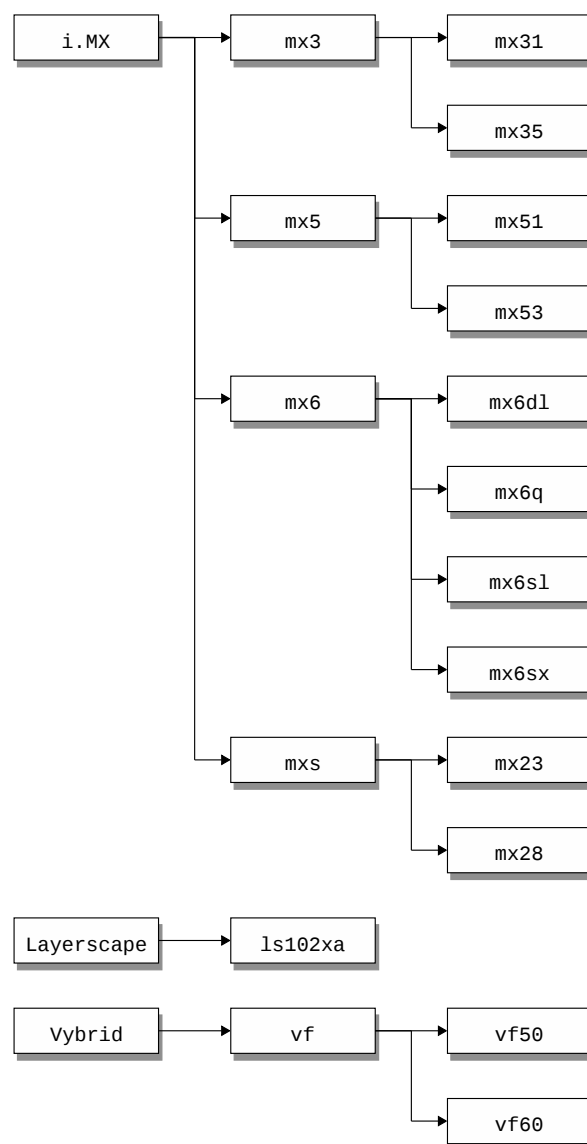 i.MX
mx3
mx31
mx35
mx5
mx51
mx53
mx6
mx6dl
mx6q
mx6sl
mx6sx
mxs
mx23
mx28
Layerscape
ls102xa
Vybrid
vf
vf50
vf60